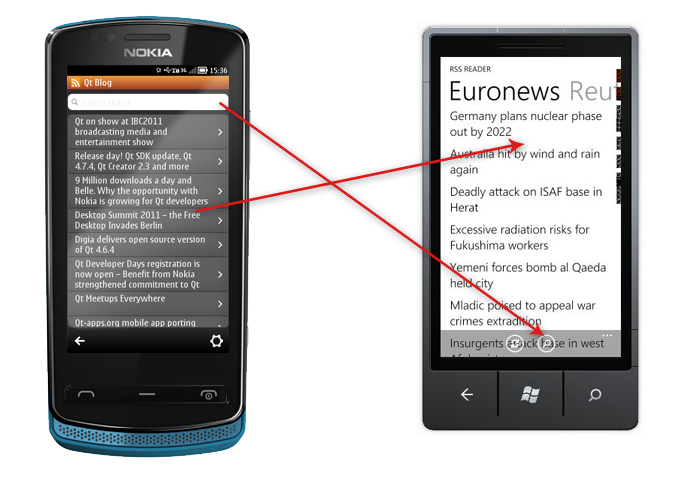 NOKIA
15:36
Qt Blog
Tap to search
Qt on show at IBC2011
broadcasting media and
entertainment show
Release day! Qt SDK update, Qt
4.7.4, Qt Creator 2.3 and more
9 Million downloads a day and
Belle. Why the opportunity with
Nokia is growing for Qt developers
Desktop Summit 2011 – the Free
Desktop Invades Berlin
Digia delivers open source version
of Qt 4.6.4
Qt Developer Days registration is
now open – Benefit from Nokia
strengthened commitment to Qt
Qt Meetups Everywhere
Qt-apps.org mobile app porting
RSS READER
Euronews Reut
Germany plans nuclear phase
out by 2022
Australia hit by wind and rain
again
Deadly attack on ISAF base in
Herat
Excessive radiation risks for
Fukushima workers
Yemeni forces bomb al Qaeda
held city
Mladic poised to appeal war
crimes extradition
Insurgents attack base in west